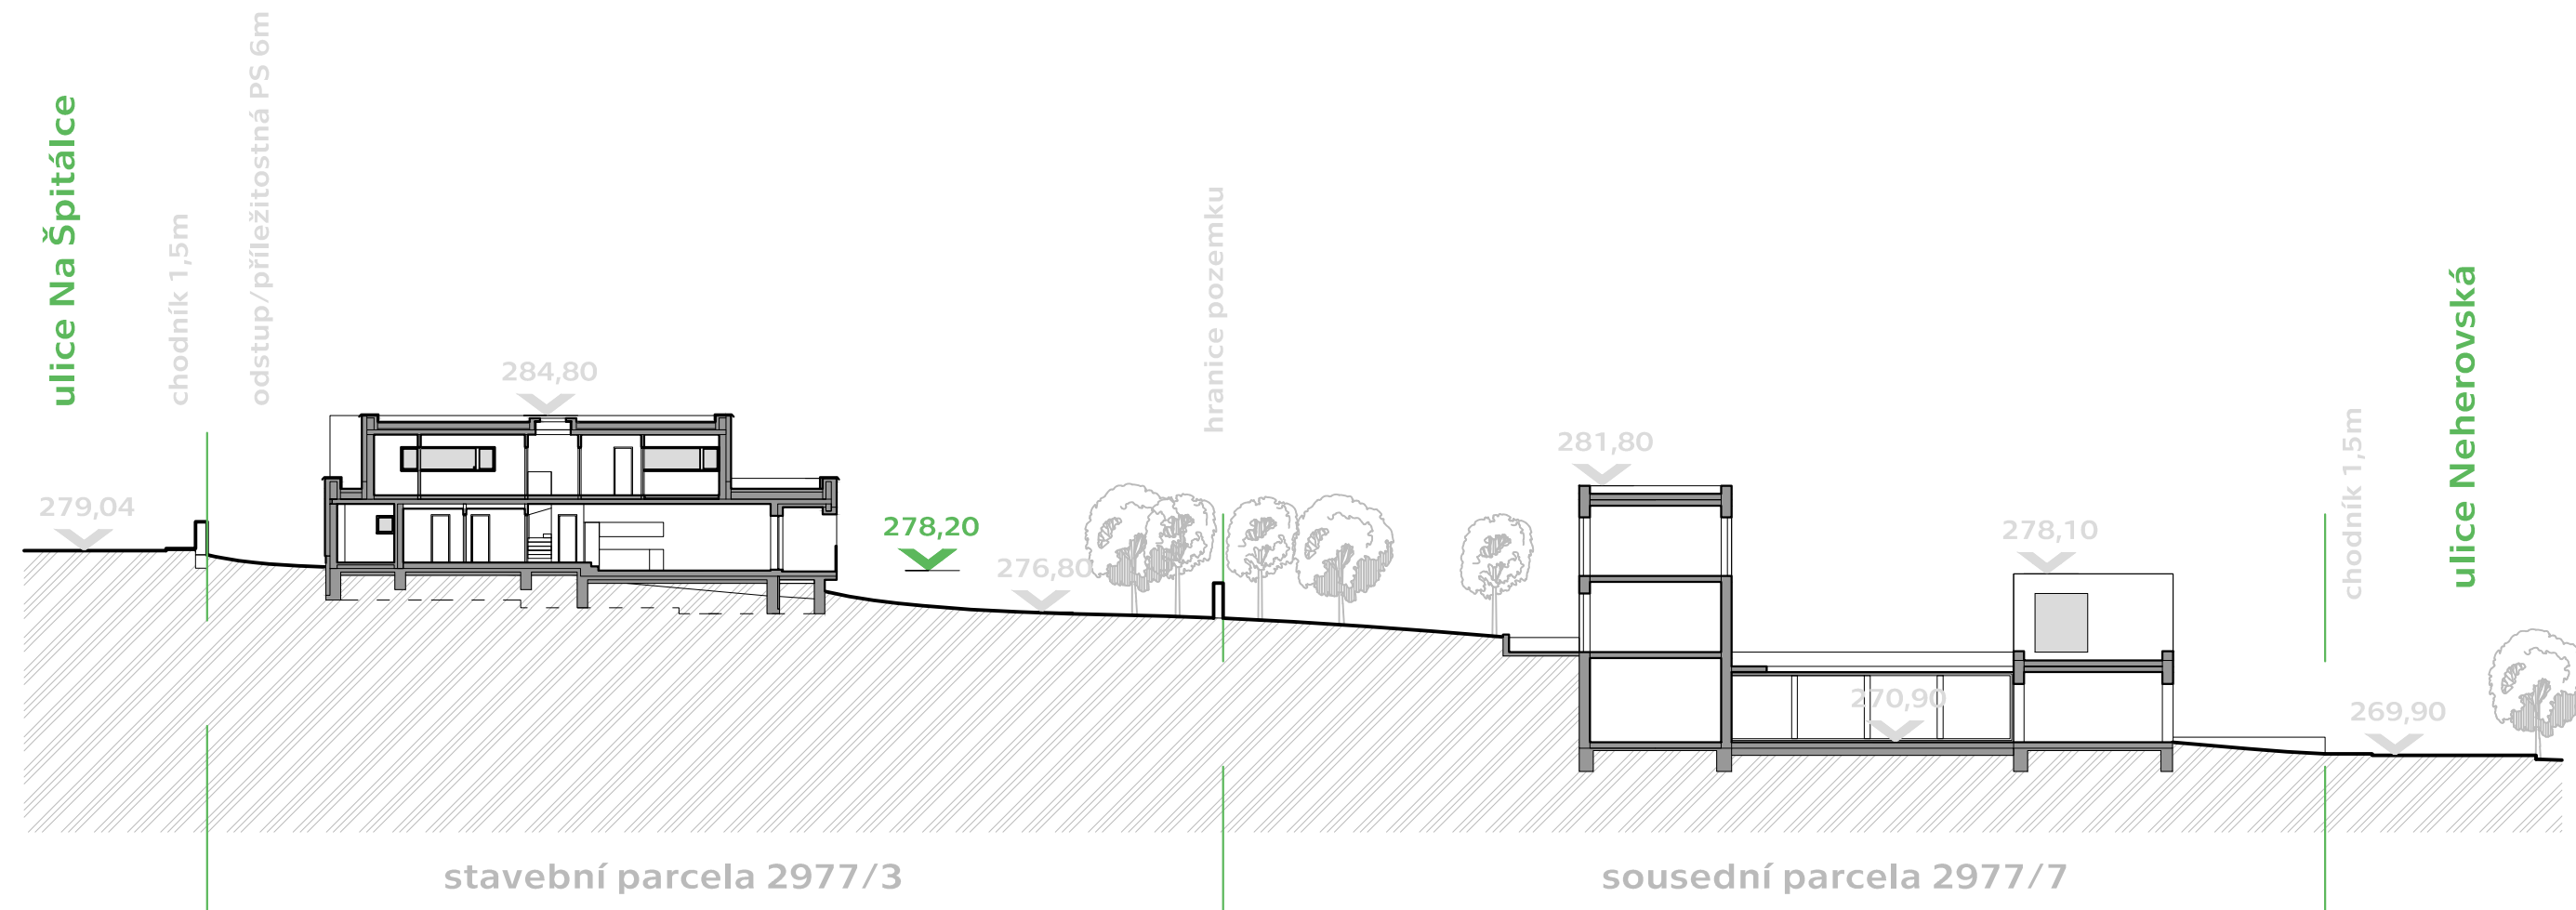 ulice Na Špitálce
chodník 1,5m
odstup/příležitostná PS 6m
279,04
284,80
278,20
276,80
hranice pozemku
281,80
278,10
270,90
chodník 1,5m
269,90
ulice Neherovská
stavební parcela 2977/3
sousední parcela 2977/7